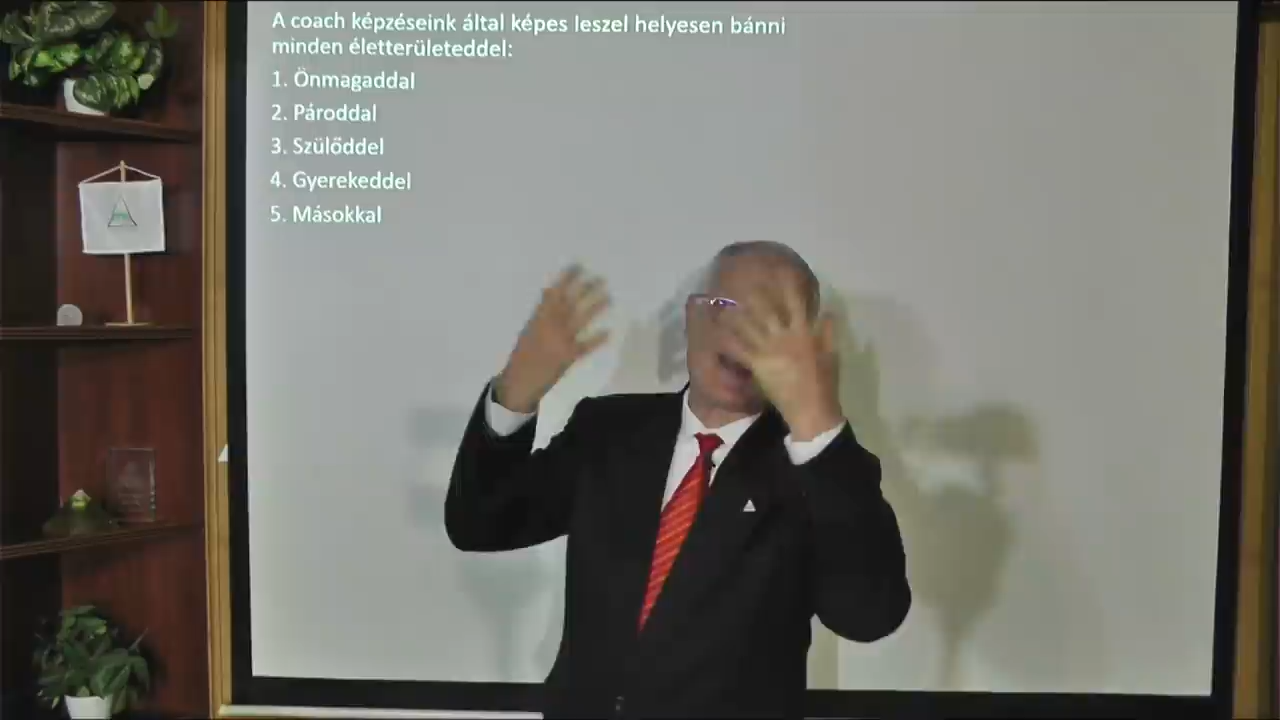 A coach képzéseink által képes leszel helyesen bánni
minden életterületeddel:
1. Önmagaddal
2. Pároddal
3. Szülőddel
4. Gyerekeddel
5. Másokkal